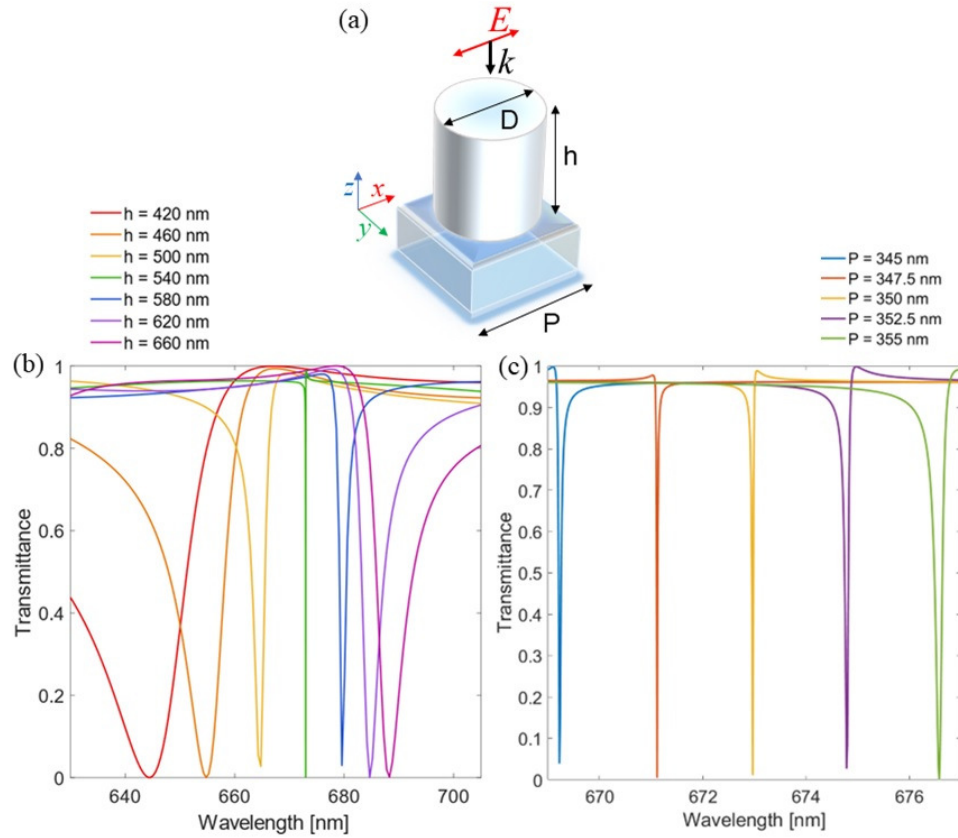 (a)
E
k
D
h
z
x
y
P
h = 420 nm
h = 460 nm
h = 500 nm
h = 540 nm
h = 580 nm
h = 620 nm
h = 660 nm
P = 345 nm
P = 347.5 nm
P = 350 nm
P = 352.5 nm
P = 355 nm
(b)
1
0.8
0.6
0.4
0.2
0
Transmittance
640
660
680
700
Wavelength [nm]
(c)
1
0.9
0.8
0.7
0.6
0.5
0.4
0.3
0.2
0.1
0
Transmittance
670
672
674
676
Wavelength [nm]